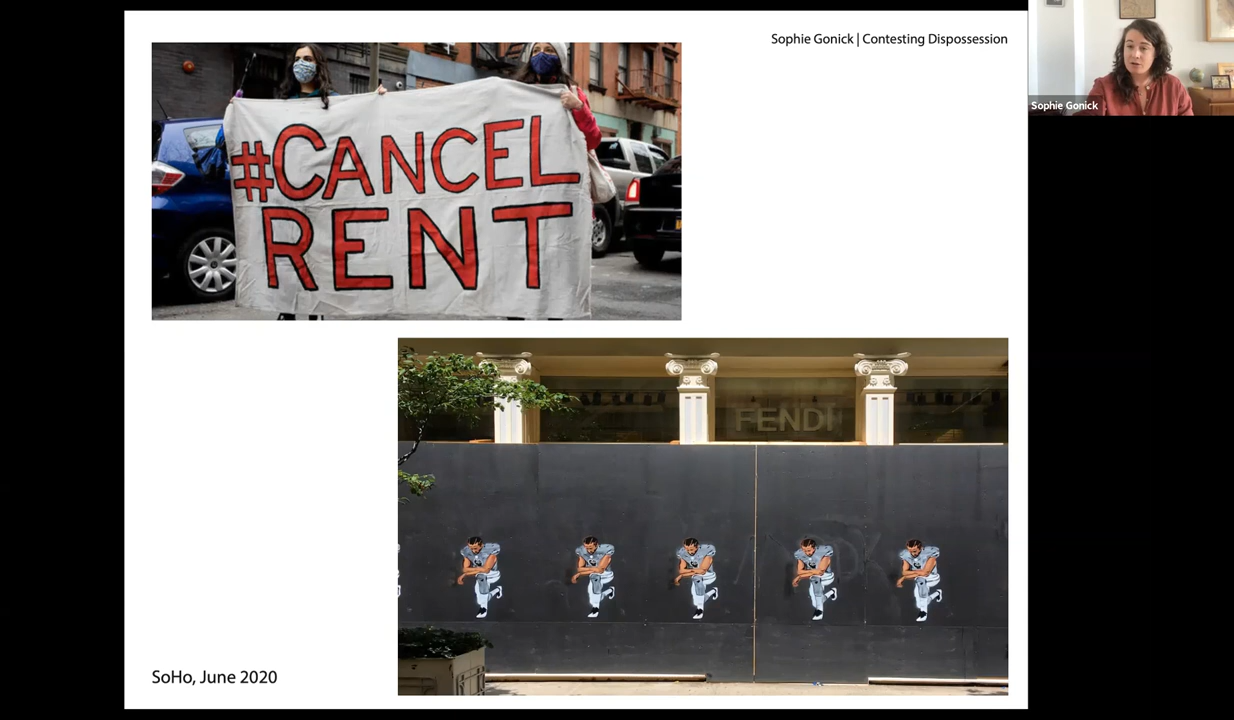 Sophie Gonick | Contesting Dispossession
Sophie Gonick
#CANCEL
RENT
FENDI
SoHo, June 2020